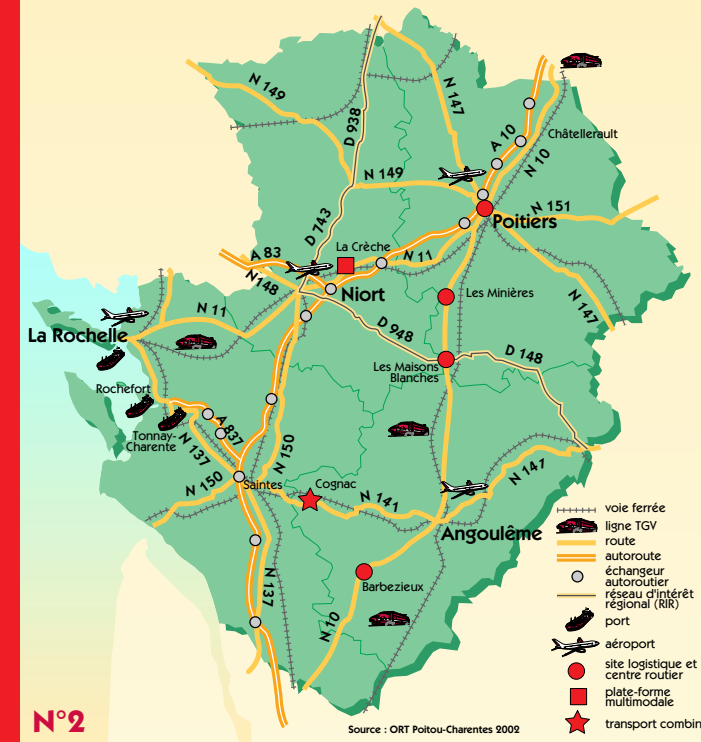 N 149
N 147
D 938
A 10
Châtellerault
N 10
N 149
N 151
Poitiers
D 743
La Crèche
A 83
N 11
N148
Niort
Les Minières
N 147
N 11
La Rochelle
D 948
D 148
Les Maisons
Blanches
Rochefort
A 837
Tonnay-
Charente
N 137
N 150
N 150
Saintes
Cognac
N 141
N 141
Angoulême
Barbezieux
N 137
N 10
voie ferrée
ligne TGV
route
autoroute
échangeur
autoroutier
réseau d'intérêt
régional (RIR)
port
aéroport
site logistique et
centre routier
plate-forme
multimodale
transport combin
N°2
Source : ORT Poitou-Charentes 2002